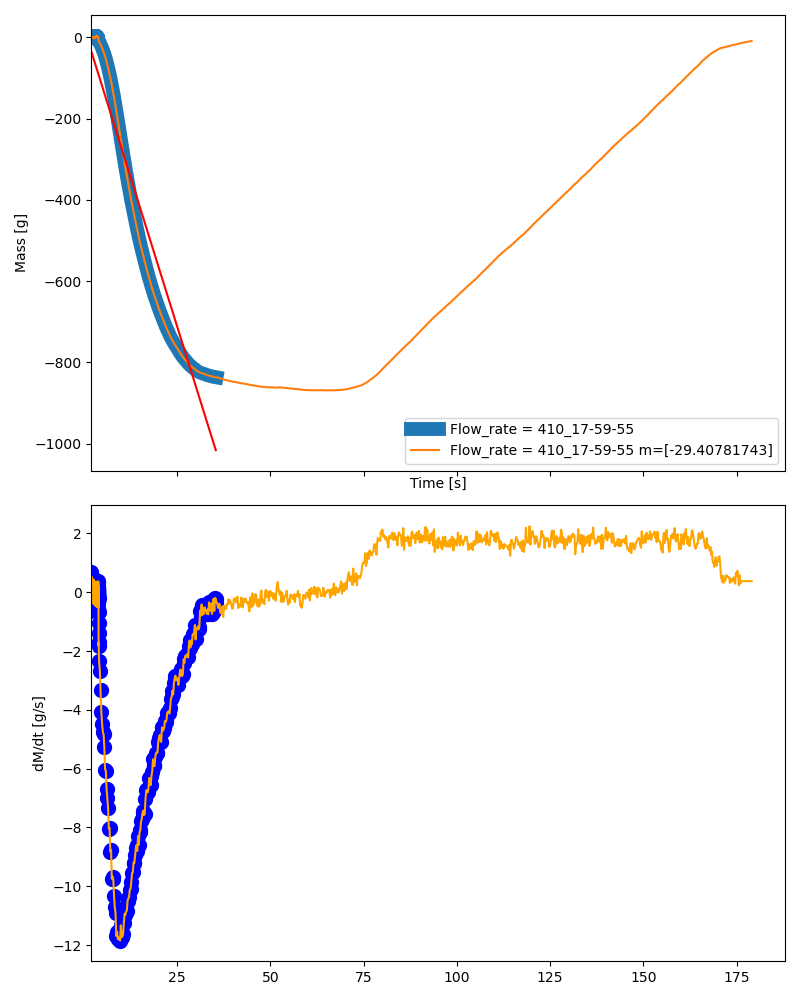 0
−200
−400
−600
−800
−1000
Mass [g]
Flow_rate = 410_17-59-55
Flow_rate = 410_17-59-55 m=[-29.40781743]
Time [s]
2
0
−2
−4
−6
−8
−10
−12
dM/dt [g/s]
25 50 75 100 125 150 175